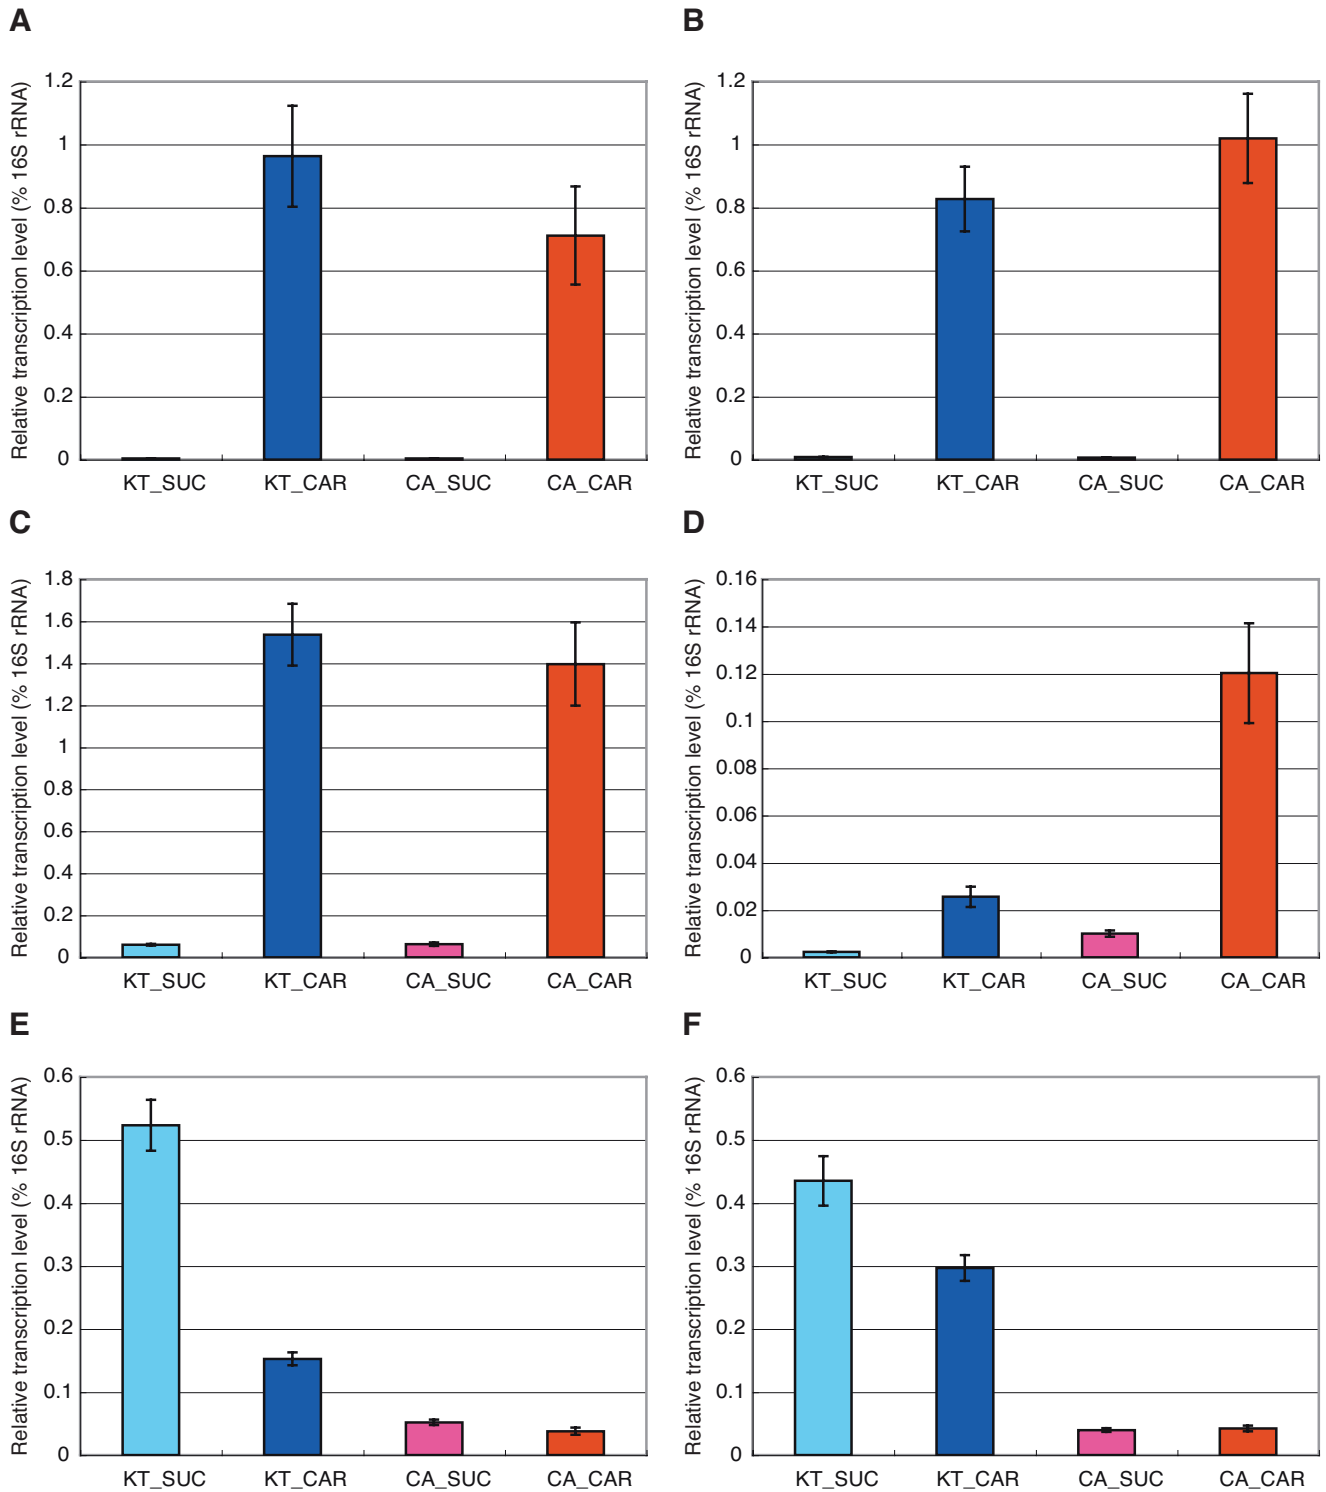 A
Relative transcription level (% 16S rRNA)
1.2
1
0.8
0.6
0.4
0.2
0
KT_SUC KT_CAR CA_SUC CA_CAR
B
Relative transcription level (% 16S rRNA)
1.2
1
0.8
0.6
0.4
0.2
0
KT_SUC KT_CAR CA_SUC CA_CAR
C
Relative transcription level (% 16S rRNA)
1.8
1.6
1.4
1.2
1
0.8
0.6
0.4
0.2
0
KT_SUC KT_CAR CA_SUC CA_CAR
D
Relative transcription level (% 16S rRNA)
0.16
0.14
0.12
0.1
0.08
0.06
0.04
0.02
0
KT_SUC KT_CAR CA_SUC CA_CAR
E
Relative transcription level (% 16S rRNA)
0.6
0.5
0.4
0.3
0.2
0.1
0
KT_SUC KT_CAR CA_SUC CA_CAR
F
Relative transcription level (% 16S rRNA)
0.6
0.5
0.4
0.3
0.2
0.1
0
KT_SUC KT_CAR CA_SUC CA_CAR